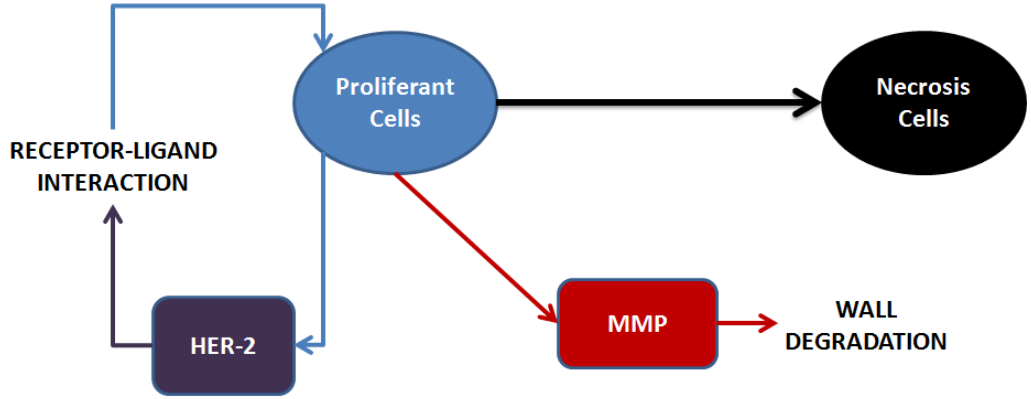 Proliferant
Cells
Necrosis
Cells
RECEPTOR-LIGAND
INTERACTION
HER-2
MMP
WALL
DEGRADATION